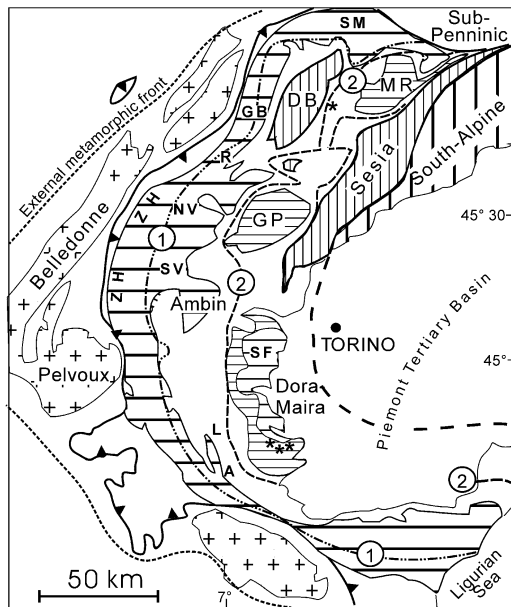 SM
Sub-
Penninic
2
MR
DB
*
GB
External metamorphic front
R
Sesia
South-Alpine
H
Z
NV
GP
45° 30
Belledonne
1
SV
2
H
Z
Ambin
TORINO
Piemont Tertiary Basin
SF
45°
Pelvoux
Dora
Maira
L
***
A
2
1
50 km
7°
Ligurian
Sea